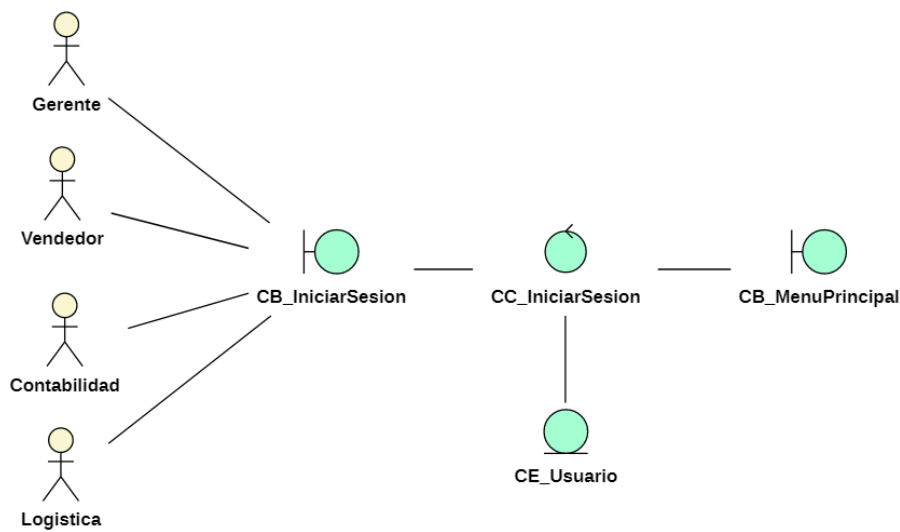 Gerente
Vendedor
CB_IniciarSesion
CC_IniciarSesion
CB_MenuPrincipal
Contabilidad
CE_Usuario
Logistica